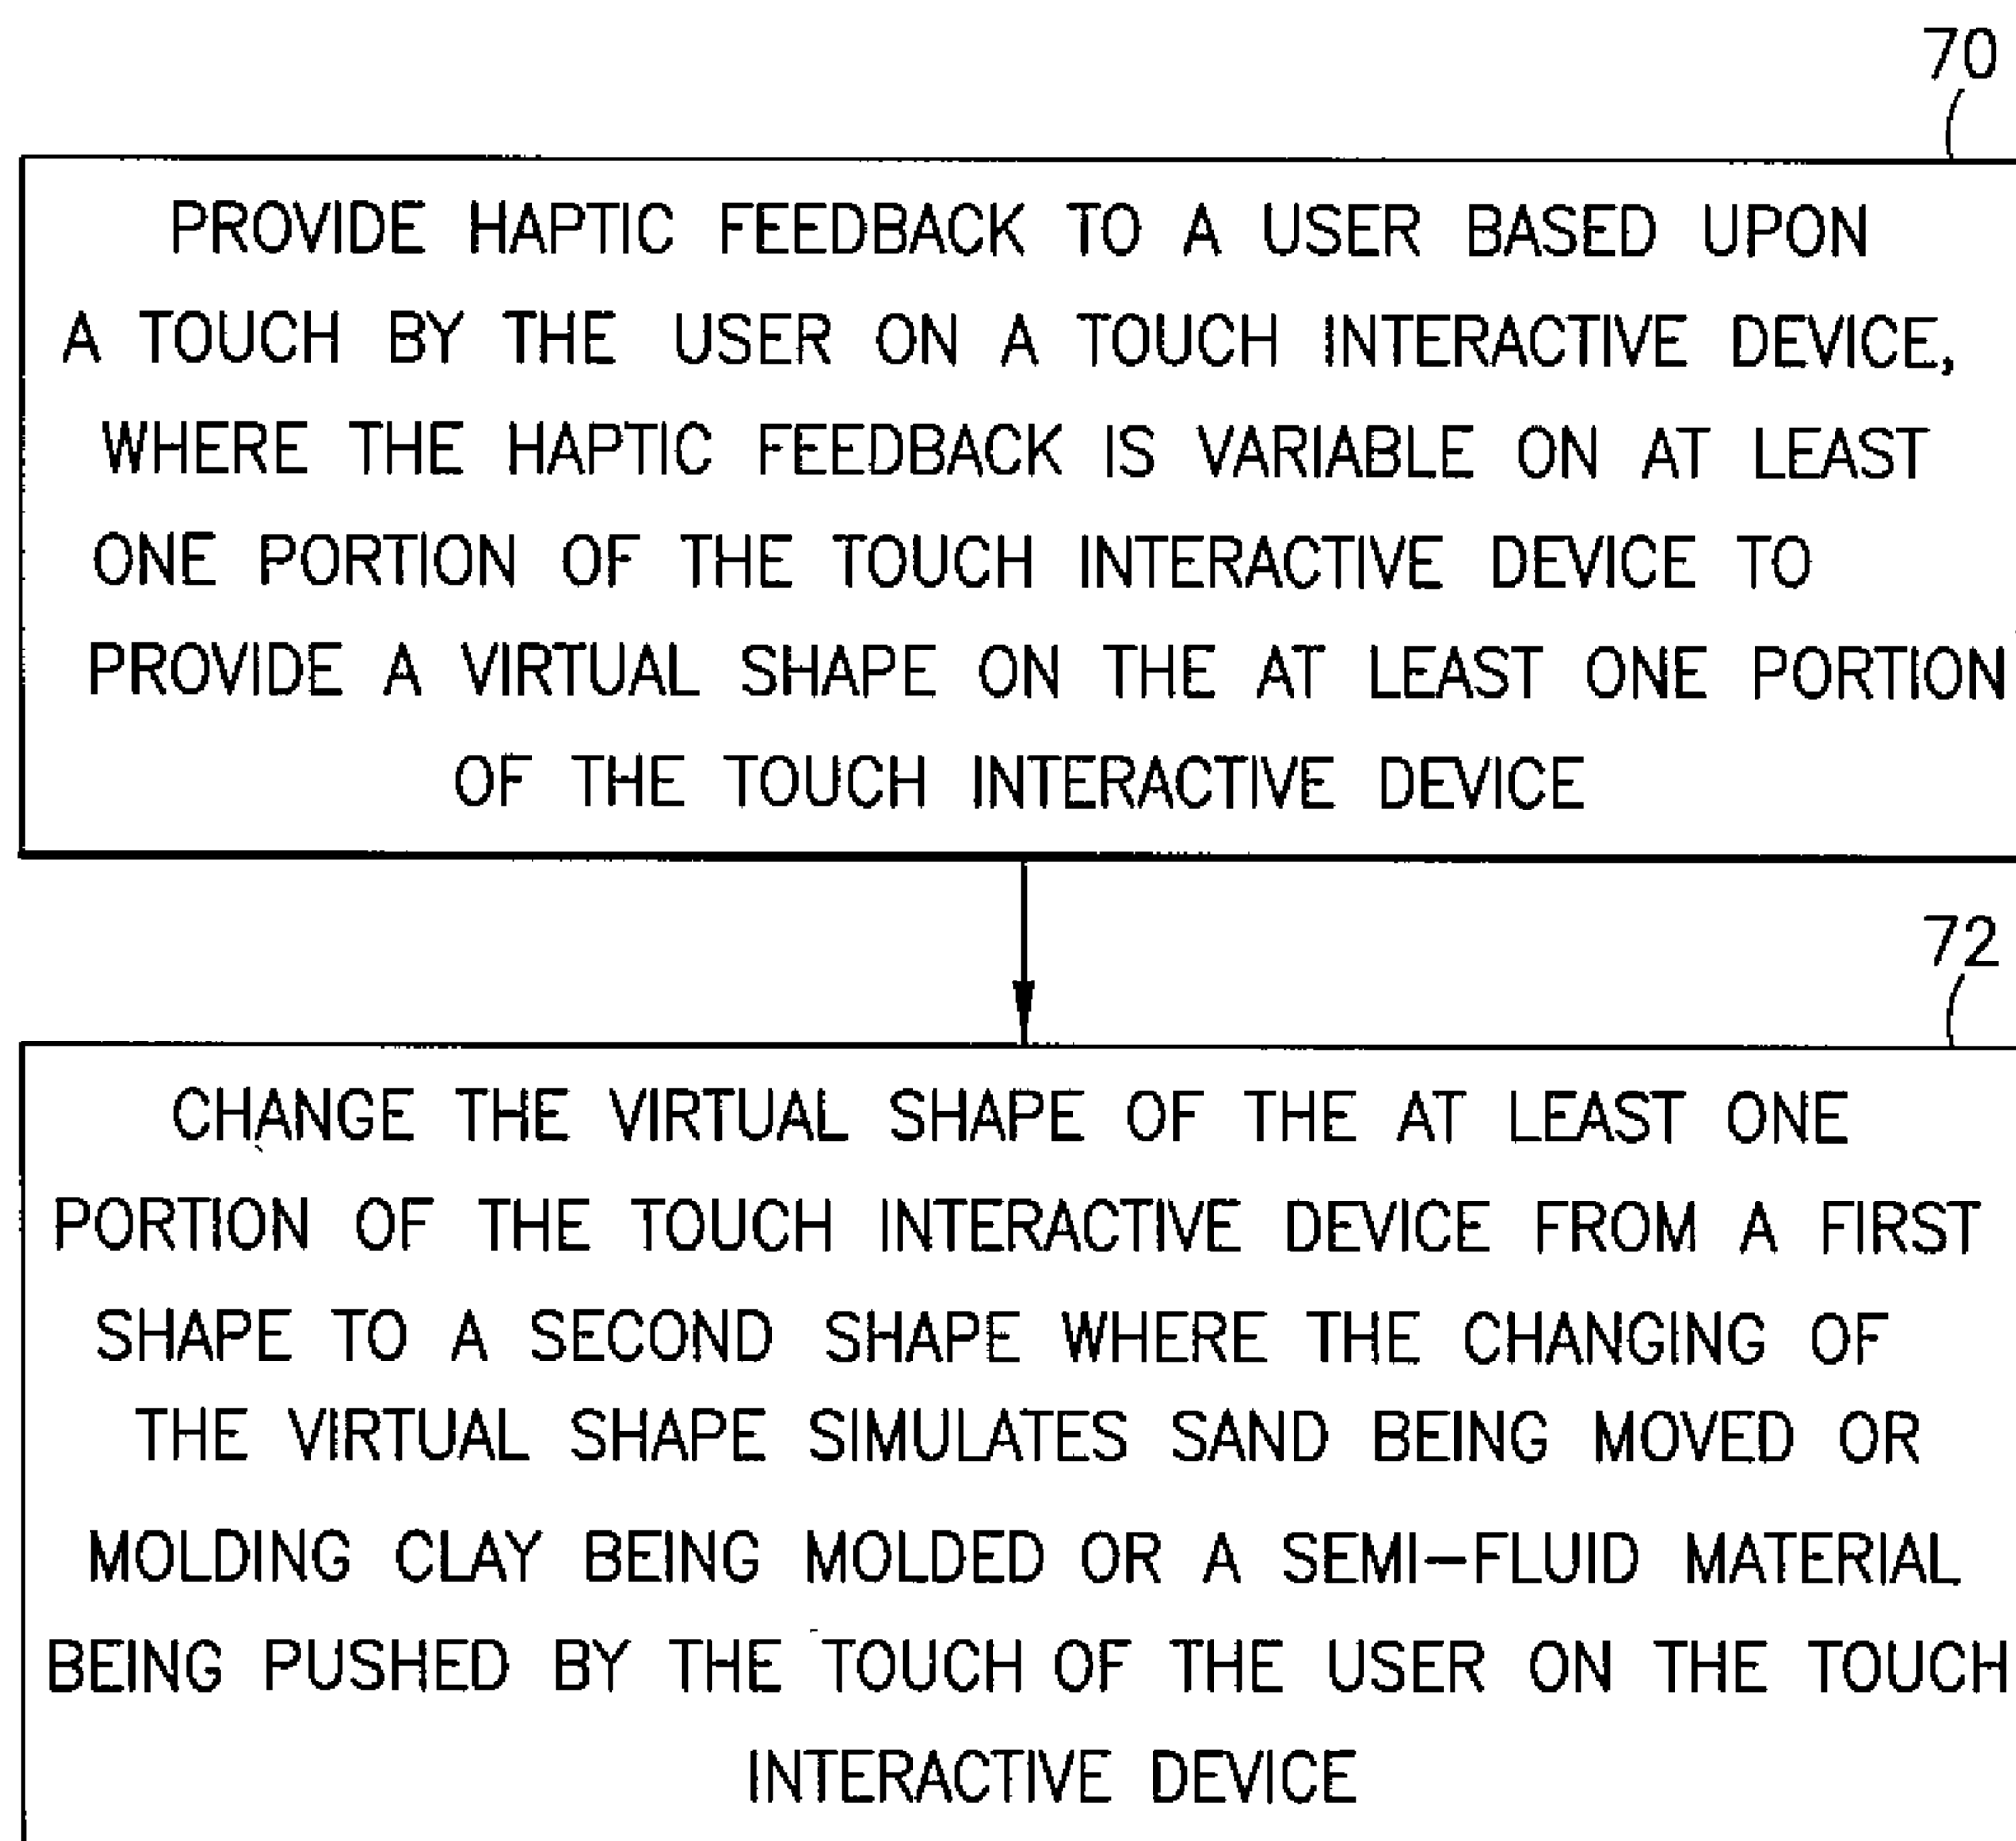 70
PROVIDE HAPTIC FEEDBACK TO A USER BASED UPON
A TOUCH BY THE USER ON A TOUCH INTERACTIVE DEVICE,
WHERE THE HAPTIC FEEDBACK IS VARIABLE ON AT LEAST
ONE PORTION OF THE TOUCH INTERACTIVE DEVICE TO
PROVIDE A VIRTUAL SHAPE ON THE AT LEAST ONE PORTION
OF THE TOUCH INTERACTIVE DEVICE
72
CHANGE THE VIRTUAL SHAPE OF THE AT LEAST ONE
PORTION OF THE TOUCH INTERACTIVE DEVICE FROM A FIRST
SHAPE TO A SECOND SHAPE WHERE THE CHANGING OF
THE VIRTUAL SHAPE SIMULATES SAND BEING MOVED OR
MOLDING CLAY BEING MOLDED OR A SEMI-FLUID MATERIAL
BEING PUSHED BY THE TOUCH OF THE USER ON THE TOUCH
INTERACTIVE DEVICE